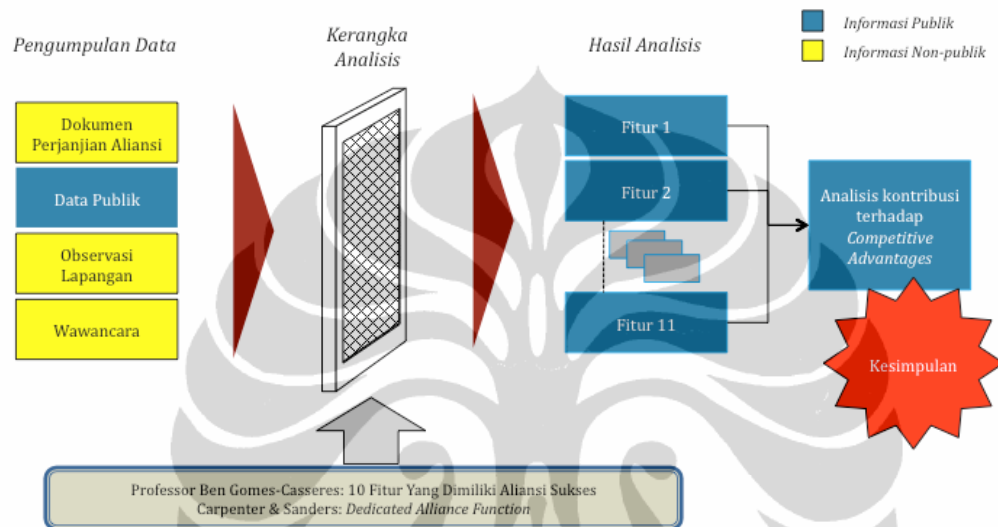 Pengumpulan Data
Kerangka
Analisis
Hasil Analisis
Informasi Publik
Informasi Non-publik
Dokumen
Perjanjian Aliansi
Data Publik
Observasi
Lapangan
Wawancara
Fitur 1
Fitur 2
Fitur 11
Analisis kontribusi
terhadap
Competitive
Advantages
Kesimpulan
Professor Ben Gomes-Casseres: 10 Fitur Yang Dimiliki Aliansi Sukses
Carpenter & Sanders: Dedicated Alliance Function